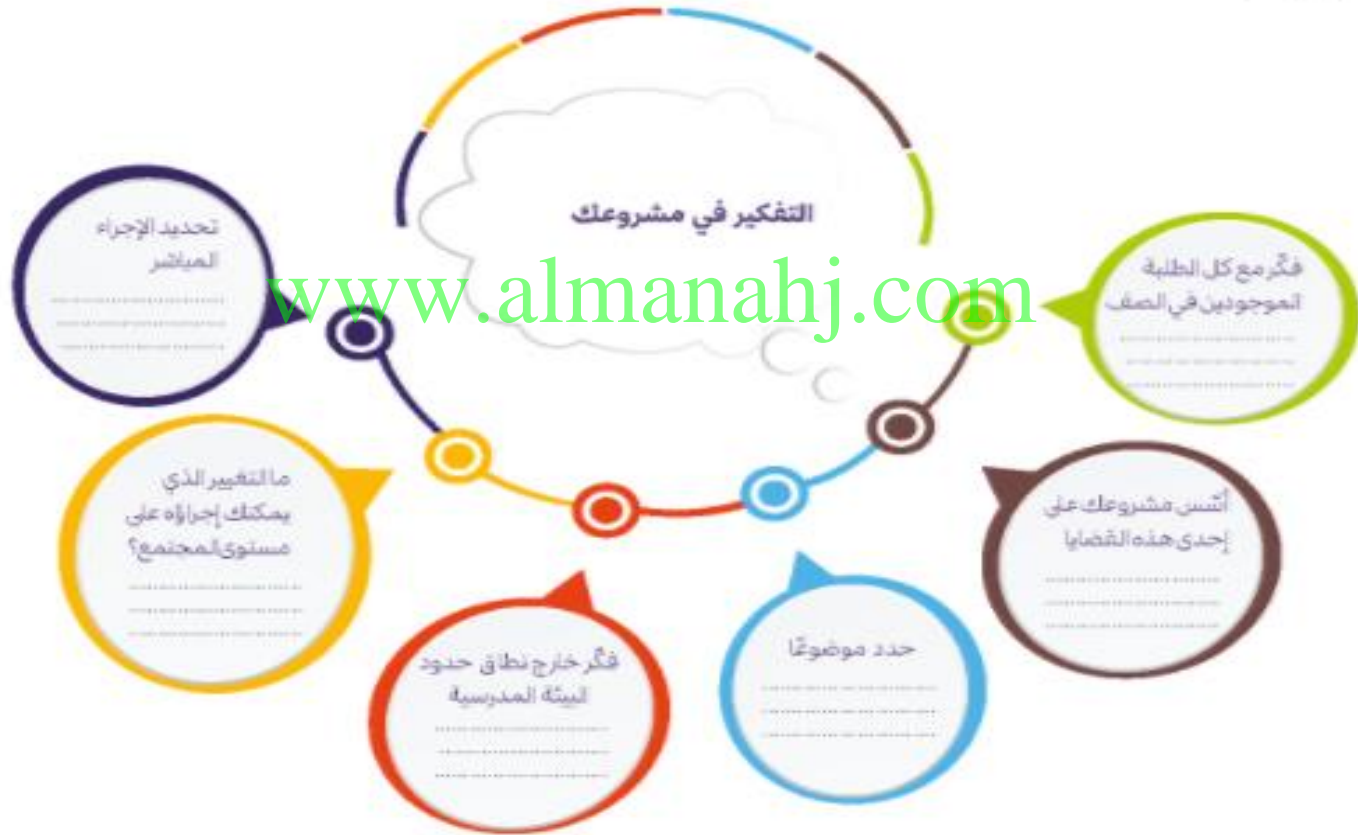 التفكير في مشروعك
www.almanahj.com
فكّر مع كل الطلبة
الموجودين في الصف
أسّس مشروعك على
إحدى هذه القضايا
حدد موضوعًا
فكّر خارج نطاق حدود
البيئة المدرسية
ما التغيير الذي
يمكنك إجراؤه على
مستوى المجتمع؟
تحديد الإجراء
المباشر